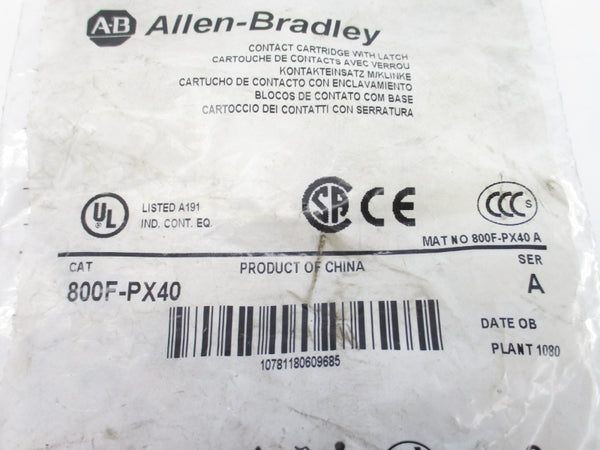 AB Allen-Bradley
CONTACT CARTRIDGE WITH LATCH
CARTOUCHE DE CONTACTS AVEC VERROU
KONTAKTEINSATZ M/KLINKE
CARTUCHO DE CONTACTO CON ENCLAVAMIENTO
BLOCOS DE CONTATO COM BASE
CARTOCCIO DEI CONTATTI CON SERRATURA
UL LISTED A191
IND. CONT. EQ.
SA CE
CCC S
MAT NO 800F-PX40 A
CAT PRODUCT OF CHINA SER
800F-PX40 A
10781180609685
DATE OB
PLANT 1080